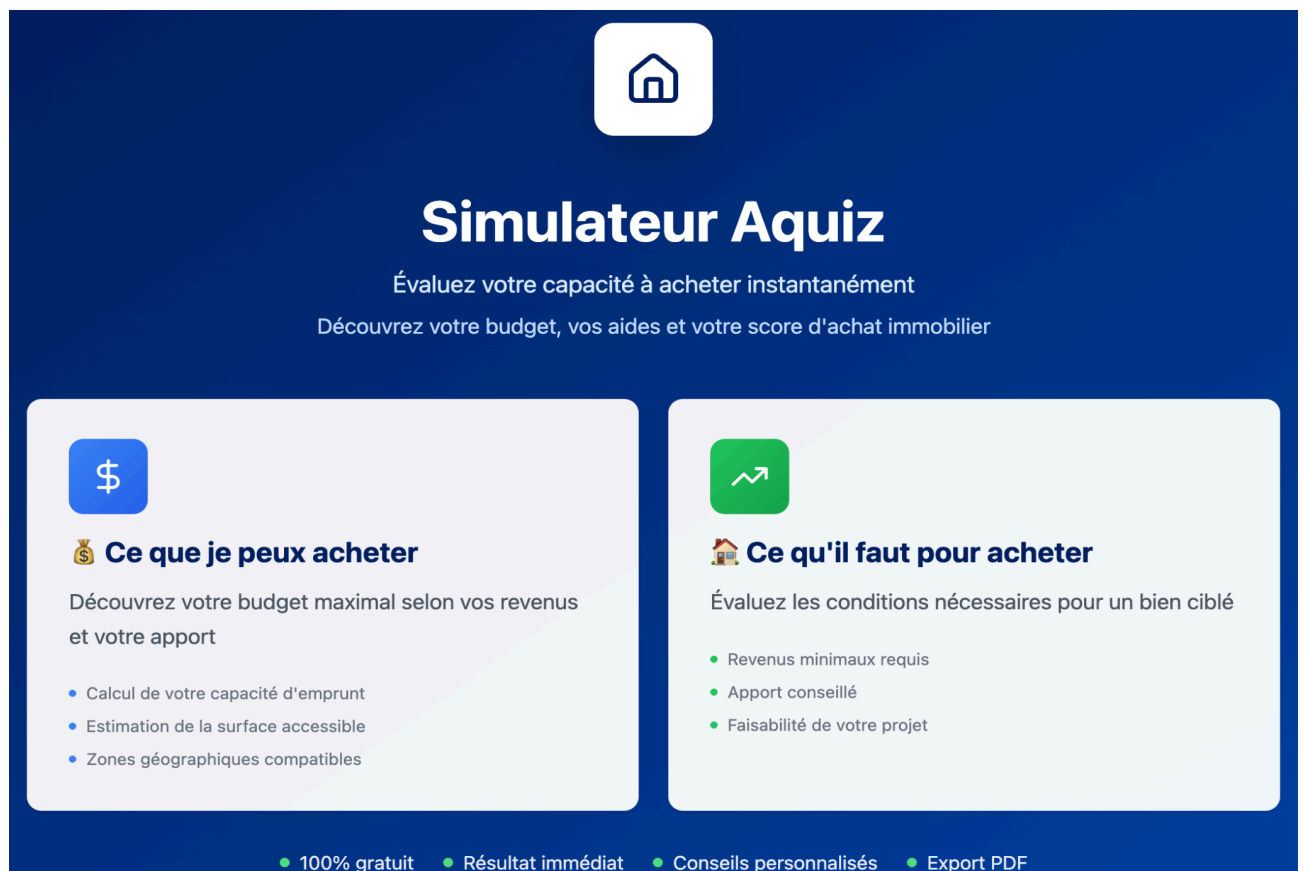 Simulateur Aquiz
Évaluez votre capacité à acheter instantanément
Découvrez votre budget, vos aides et votre score d'achat immobilier
💰 Ce que je peux acheter
Découvrez votre budget maximal selon vos revenus
et votre apport
Calcul de votre capacité d'emprunt
Estimation de la surface accessible
Zones géographiques compatibles
🏠 Ce qu'il faut pour acheter
Évaluez les conditions nécessaires pour un bien ciblé
Revenus minimaux requis
Apport conseillé
Faisabilité de votre projet
100% gratuit
Résultat immédiat
Conseils personnalisés
Export PDF